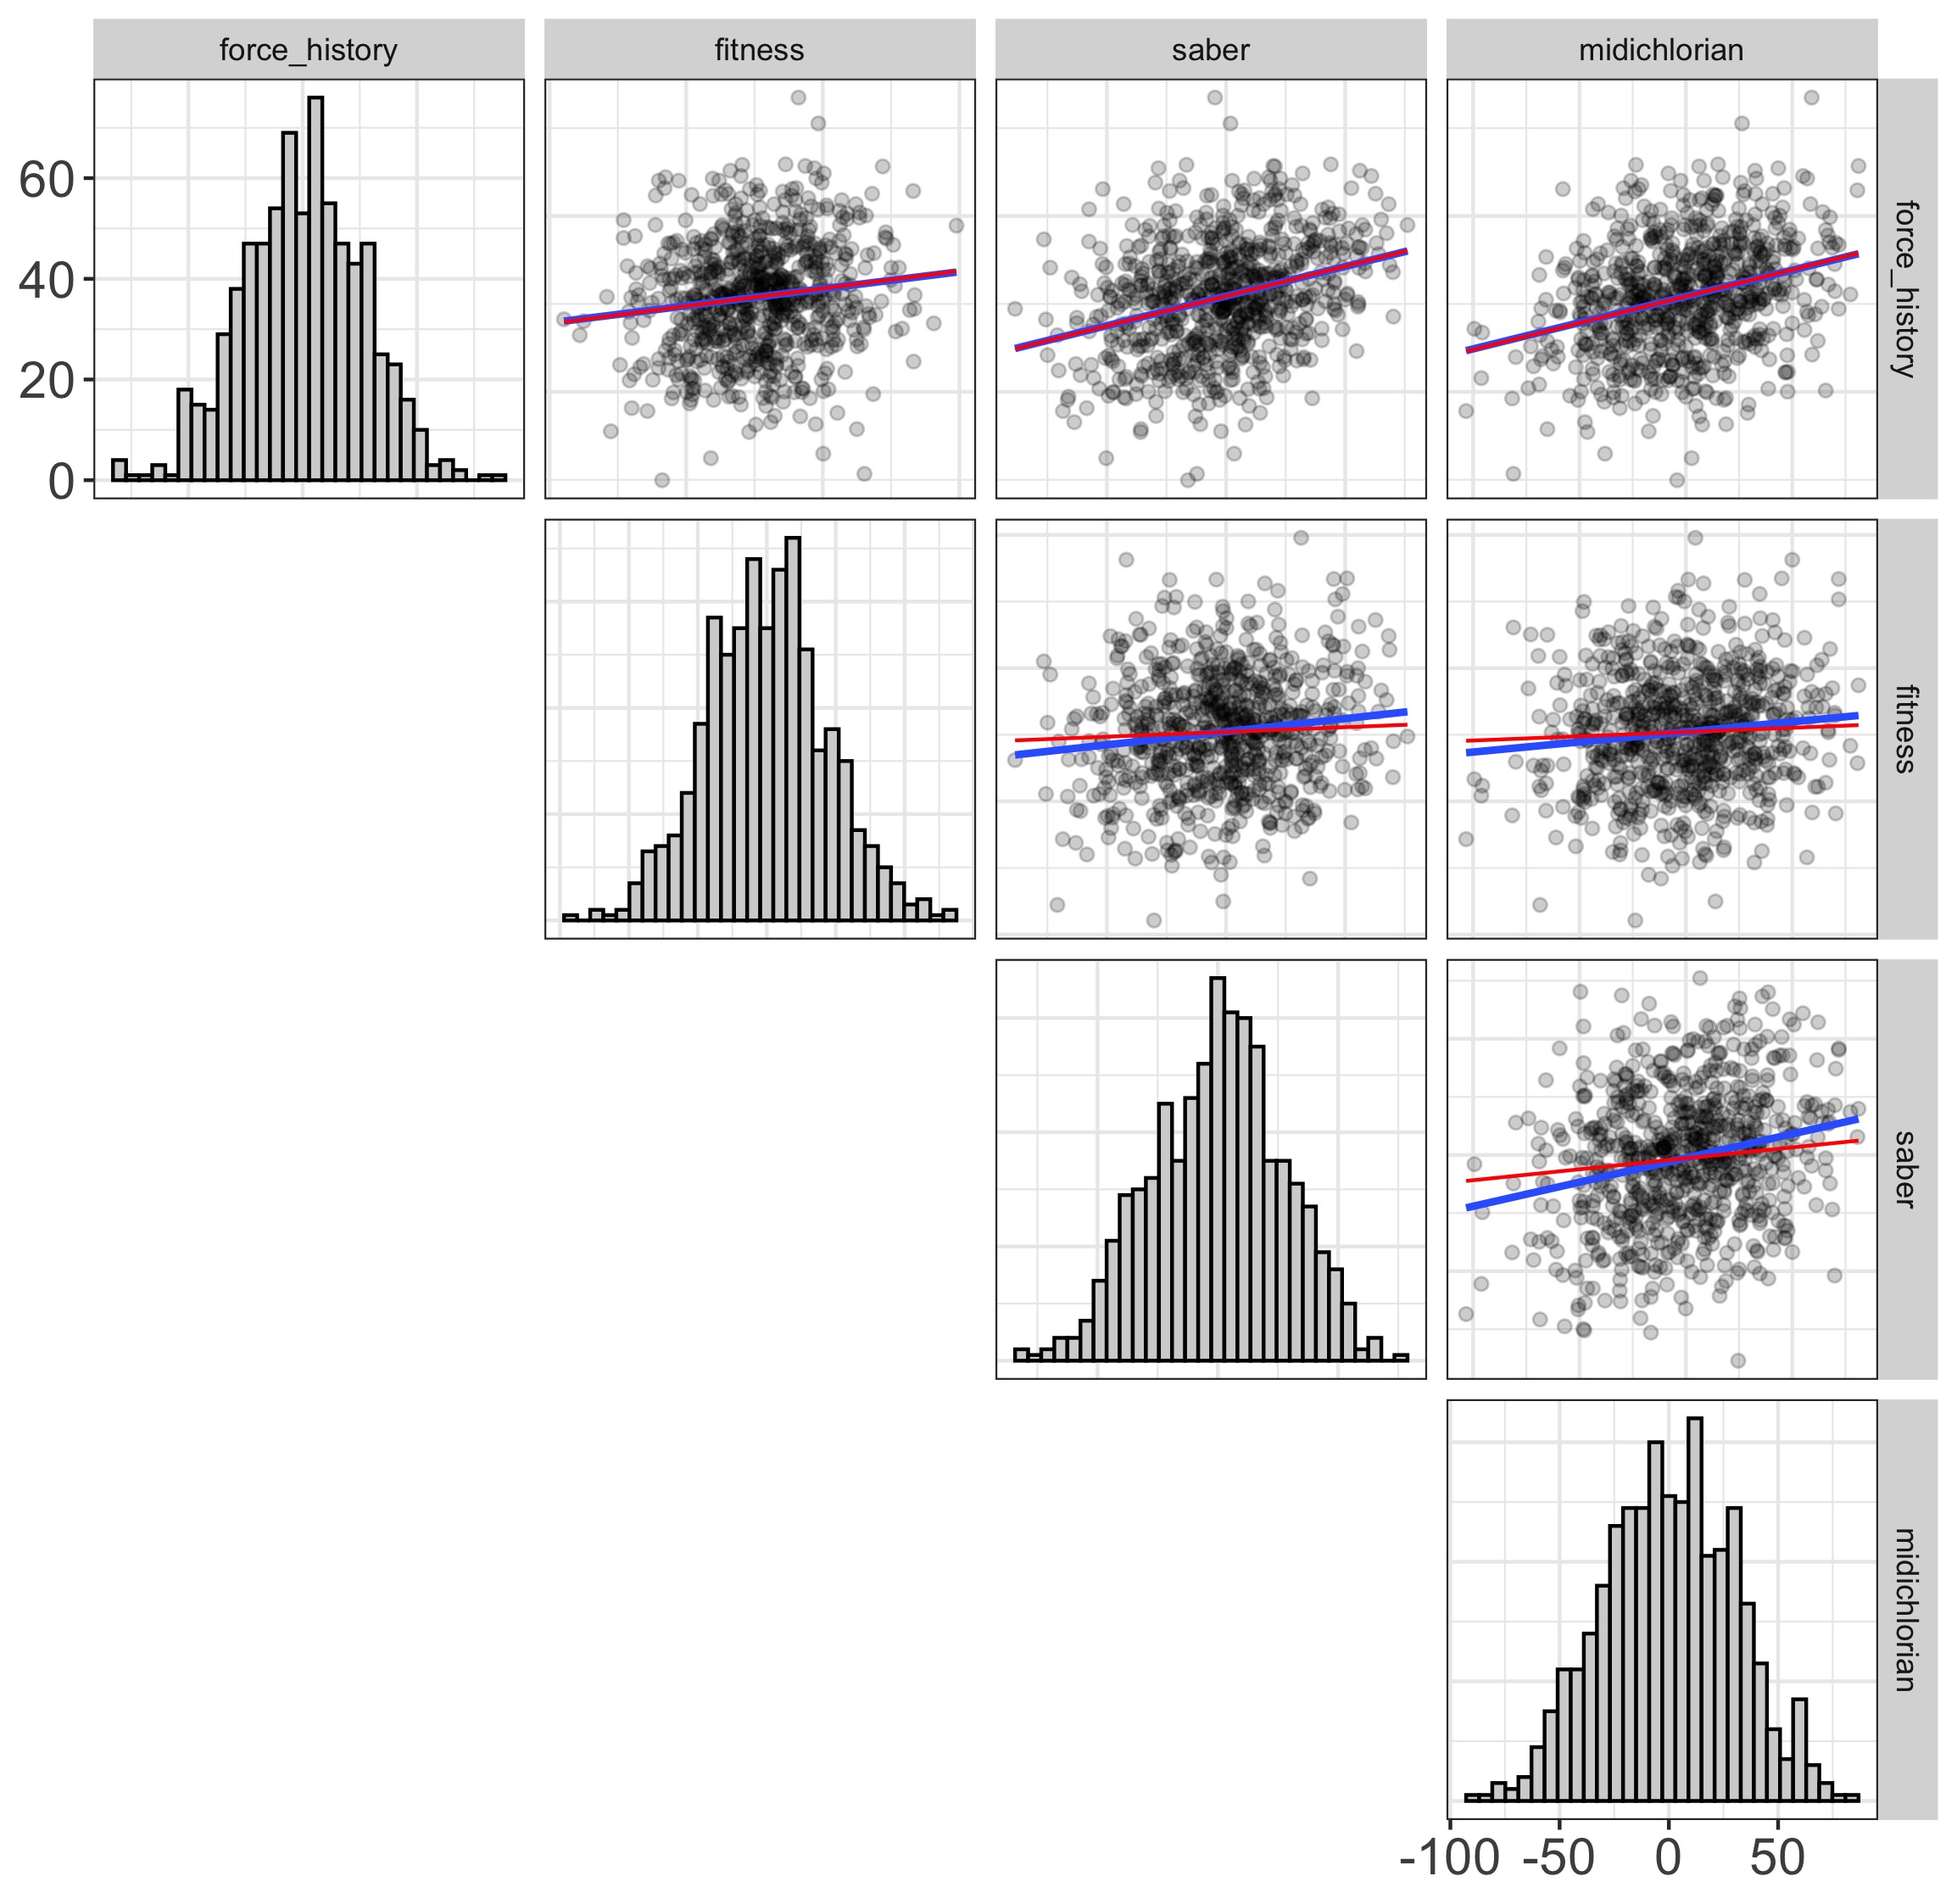 force_history
fitness
saber
midichlorian
60
40
20
0
force_history
fitness
saber
midichlorian
-100 -50 0 50